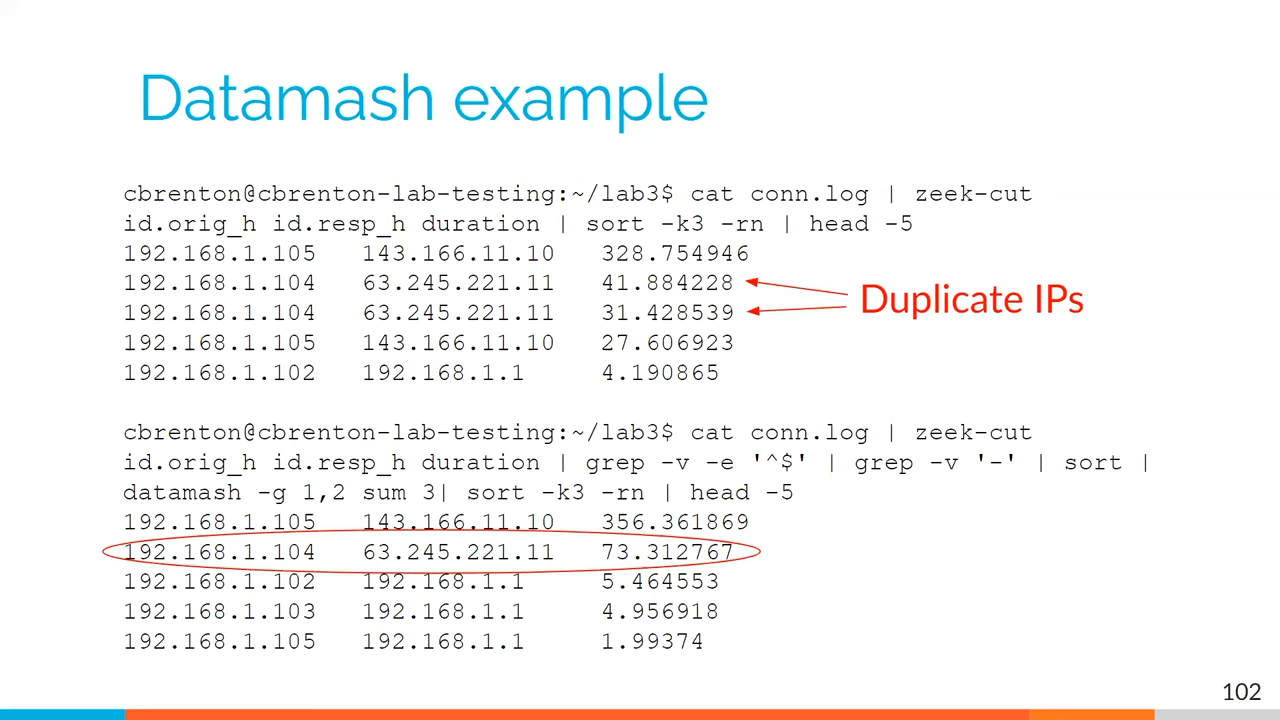 Datamash example
cbrenton@cbrenton-lab-testing:~/lab3$ cat conn.log | zeek-cut
id.orig_h id.resp_h duration | sort -k3 -rn | head -5
192.168.1.105 143.166.11.10 328.754946
192.168.1.104 63.245.221.11 41.884228
192.168.1.104 63.245.221.11 31.428539
192.168.1.105 143.166.11.10 27.606923
192.168.1.102 192.168.1.1 4.190865
Duplicate IPs
cbrenton@cbrenton-lab-testing:~/lab3$ cat conn.log | zeek-cut
id.orig_h id.resp_h duration | grep -v -e '^$' | grep -v '-' | sort |
datamash -g 1,2 sum 3| sort -k3 -rn | head -5
192.168.1.105 143.166.11.10 356.361869
192.168.1.104 63.245.221.11 73.312767
192.168.1.102 192.168.1.1 5.464553
192.168.1.103 192.168.1.1 4.956918
192.168.1.105 192.168.1.1 1.99374
102